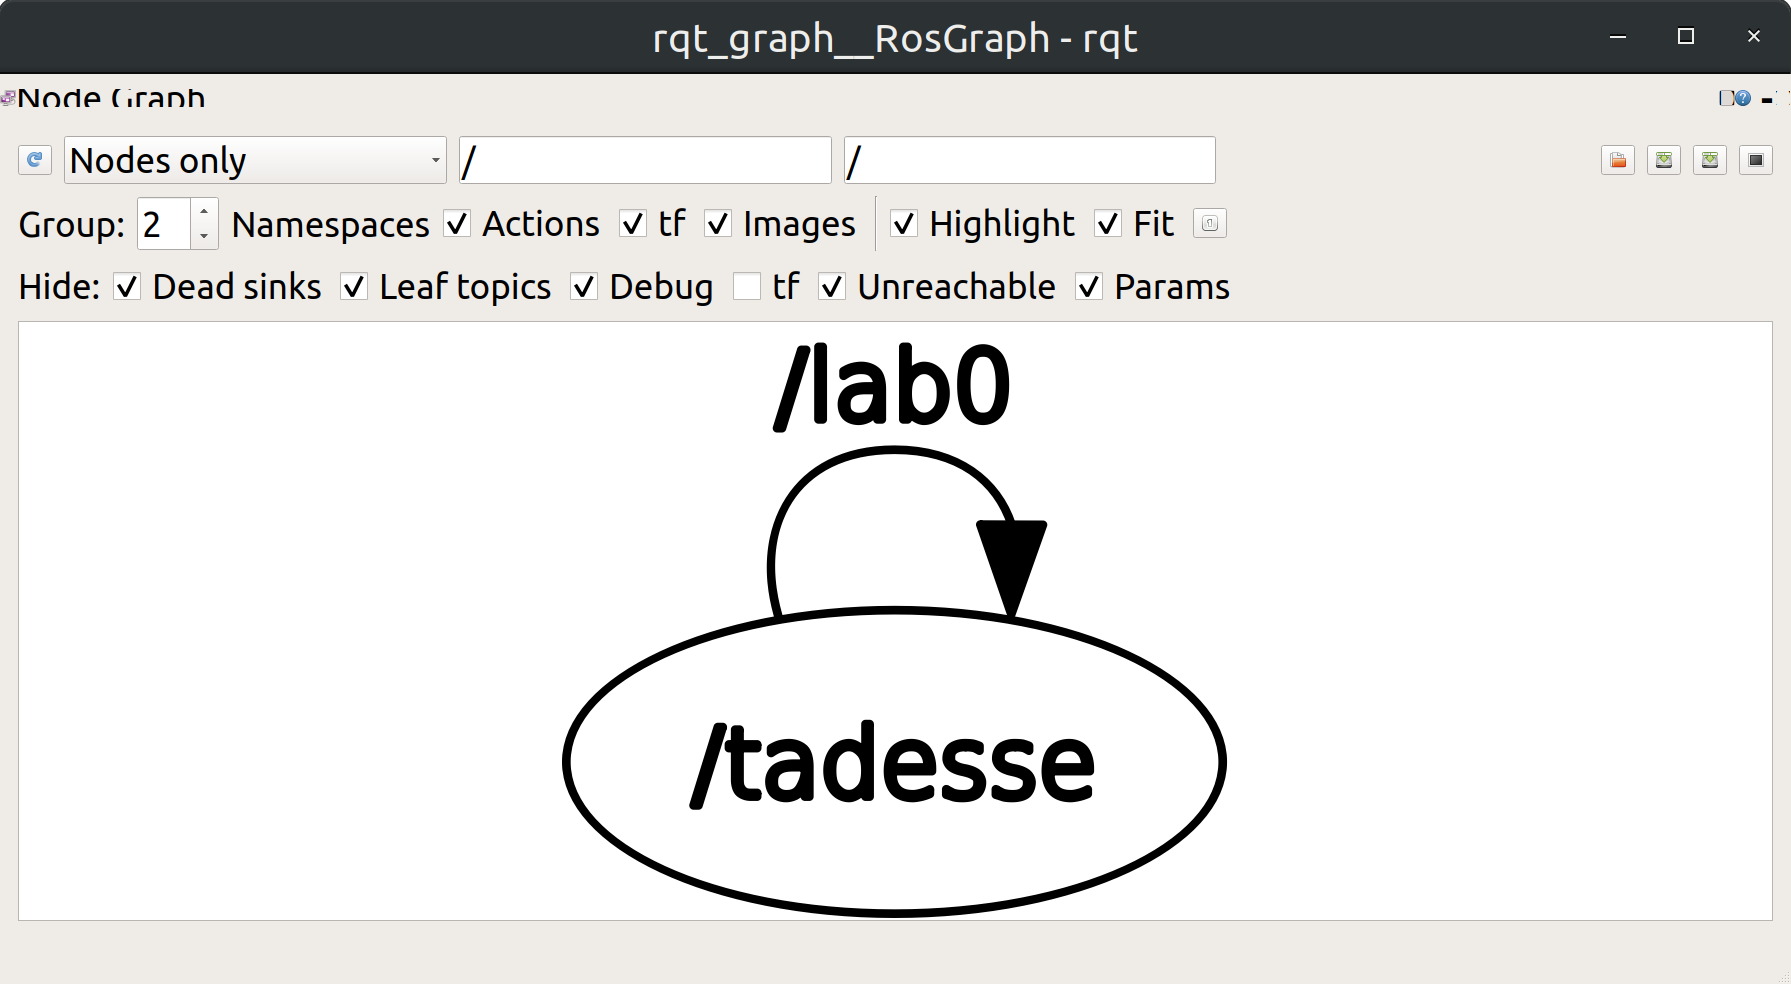 rqt_graph__RosGraph - rqt
Node Graph
Nodes only / /
Group: 2 Namespaces Actions tf Images Highlight Fit
Hide: Dead sinks Leaf topics Debug tf Unreachable Params
/lab0
/tadesse